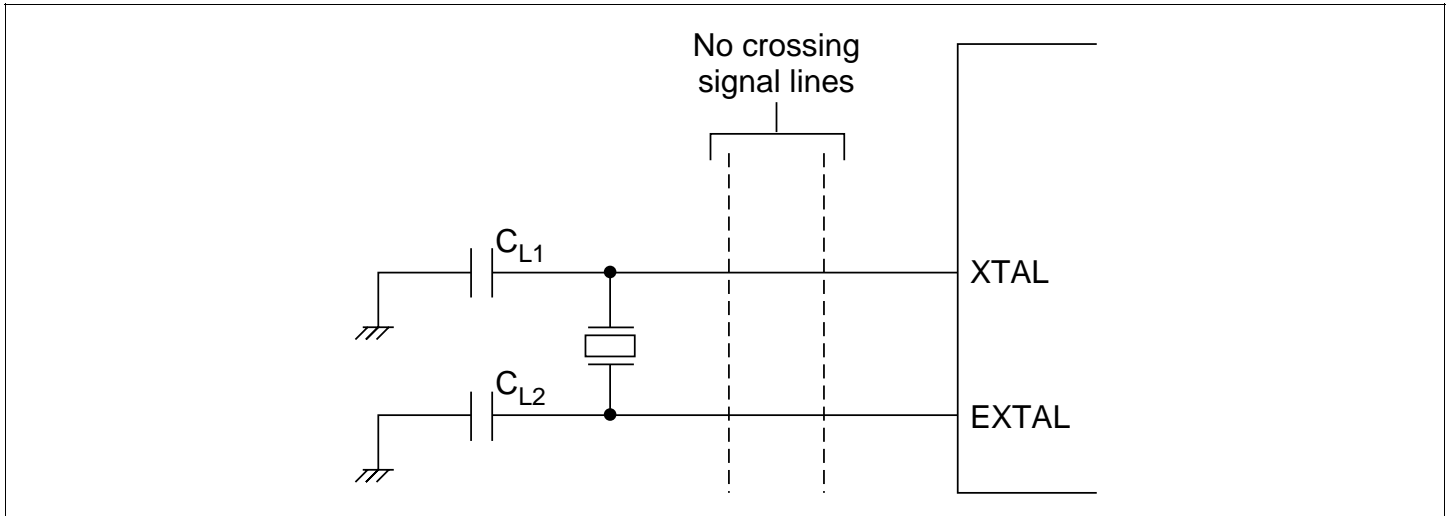 No crossing
signal lines
CL1
XTAL
CL2
EXTAL